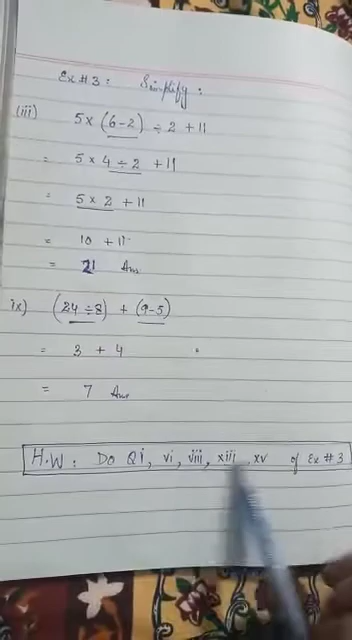 Ex # 3 : Simplify :
(iii) 5 × (6-2) ÷ 2 + 11
= 5 × 4 ÷ 2 + 11
= 5 × 2 + 11
= 10 + 11
= 21 Ans
ix) (24 ÷ 8) + (9-5)
= 3 + 4
= 7 Ans
H.W : Do Q i, vi, viii, xiii, xv of Ex # 3